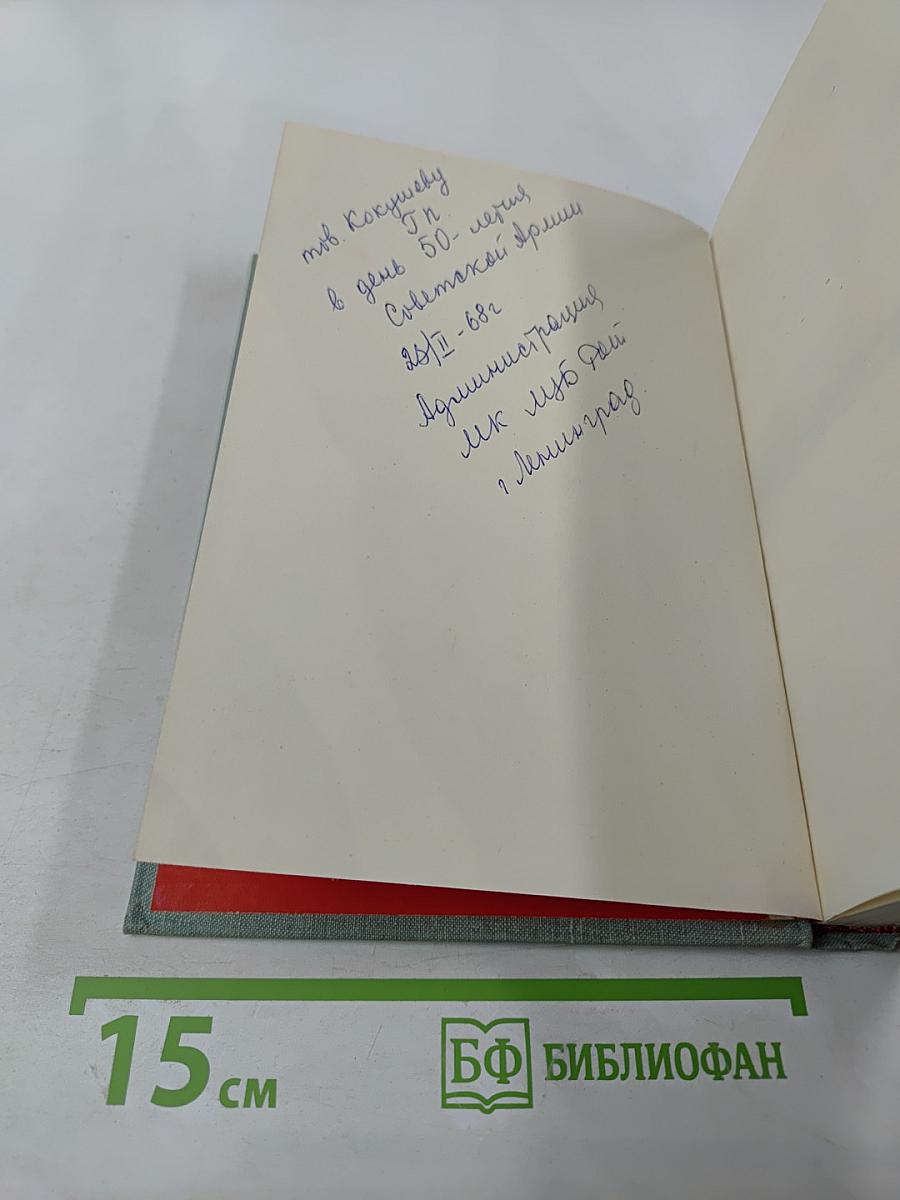 тов. Кокушеву
Г П.
в день 50-летия
Советской Армии
23/II-68г
Администрация
МК
г Ленинград.
15 см
БФ БИБЛИОФАН